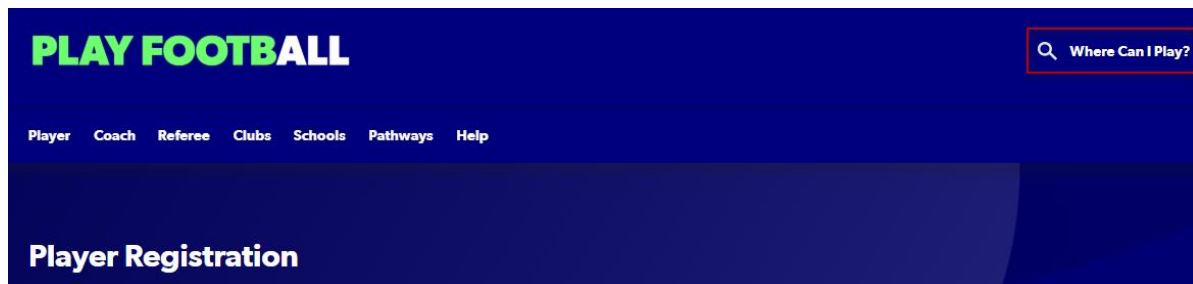 PLAY FOOTBALL
Where Can I Play?
Player Coach Referee Clubs Schools Pathways Help
Player Registration